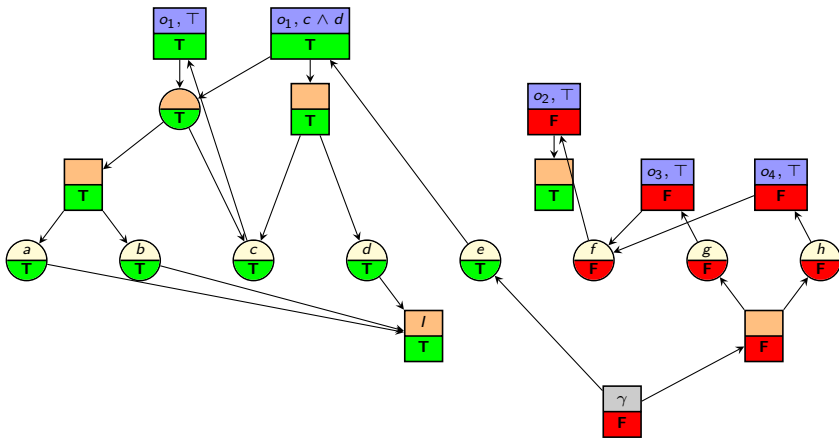 o₁, ⊤
T
o₁, c ∧ d
T
T
T
o₂, ⊤
F
T
T
o₃, ⊤
F
o₄, ⊤
F
a
T
b
T
c
T
d
T
e
T
f
F
g
F
h
F
I
T
F
γ
F